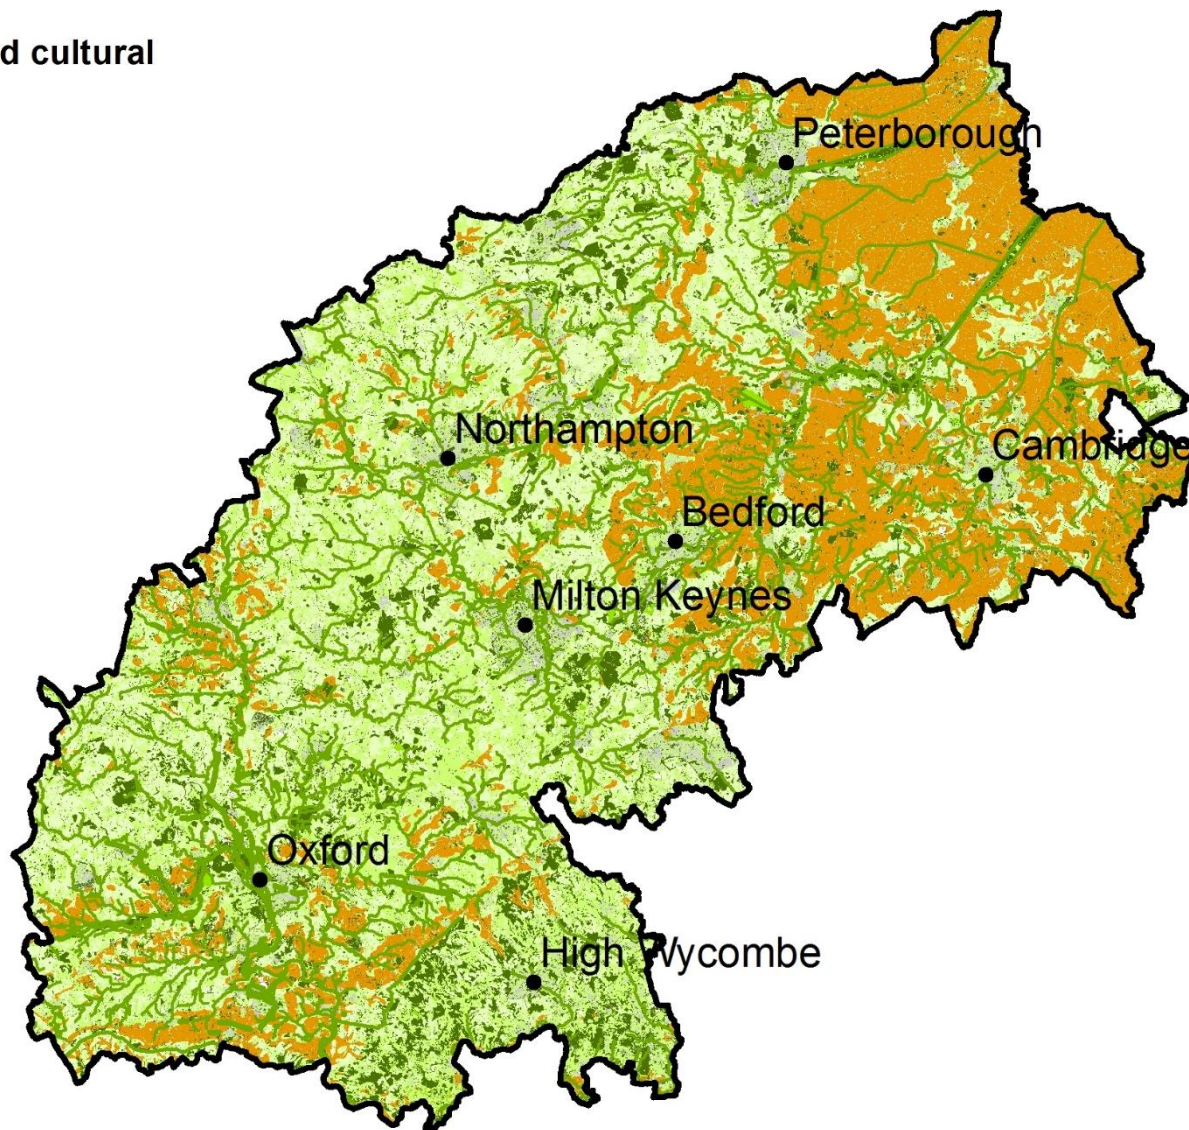 d cultural
Peterborough
Northampton
Cambridge
Bedford
Milton Keynes
Oxford
High Wycombe